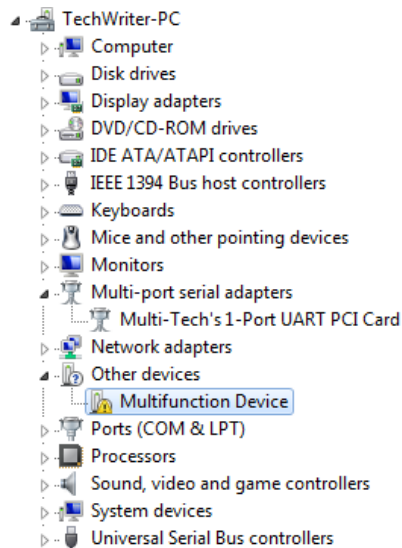 TechWriter-PC
Computer
Disk drives
Display adapters
DVD/CD-ROM drives
IDE ATA/ATAPI controllers
IEEE 1394 Bus host controllers
Keyboards
Mice and other pointing devices
Monitors
Multi-port serial adapters
Multi-Tech's 1-Port UART PCI Card
Network adapters
Other devices
Multifunction Device
Ports (COM & LPT)
Processors
Sound, video and game controllers
System devices
Universal Serial Bus controllers